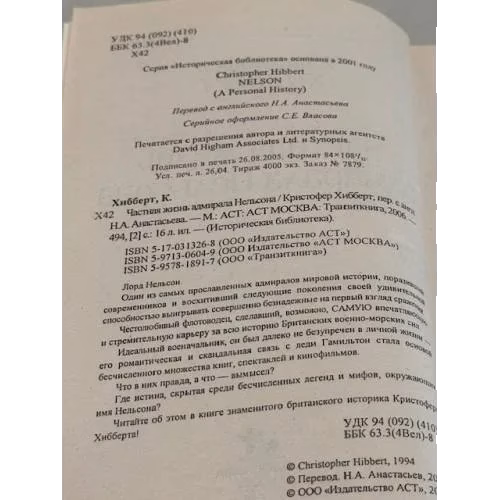 УДК 94 (092) (410)
ББК 63.3(4Вел)-8
Х42
Серия «Историческая библиотека» основана в 2001 году
Christopher Hibbert
NELSON
(A Personal History)
Перевод с английского Н.А. Анастасьева
Серийное оформление С.Е. Власова
Печатается с разрешения автора и литературных агентств
David Higham Associates Ltd. и Synopsis.
Подписано в печать 26.08.2005. Формат 84×108 1/32.
Усл. печ. л. 26,04. Тираж 4000 экз. Заказ № 7879.
Хибберт, К.
Х42 Частная жизнь адмирала Нельсона / Кристофер Хибберт; пер. с англ.
Н.А. Анастасьева. — М.: АСТ: АСТ МОСКВА: Транзиткнига, 2006. —
494, [2] с.: 16 л. ил. — (Историческая библиотека).
ISBN 5-17-031326-8 (ООО «Издательство АСТ»)
ISBN 5-9713-0604-9 (ООО Издательство «АСТ МОСКВА»)
ISBN 5-9578-1891-7 (ООО «Транзиткнига»)
Лорд Нельсон
Один из самых прославленных адмиралов мировой истории, поражавший
современников и восхитивший следующие поколения своей удивительной
способностью выигрывать совершенно безнадежные на первый взгляд сражения
Честолюбивый флотоводец, сделавший, возможно, САМУЮ впечатляющую
и стремительную карьеру за всю историю Британских военно-морских сил
Идеальный военачальник, он был далеко не безупречен в личной жизни —
его романтическая и скандальная связь с леди Гамильтон стала основой
бесчисленного множества книг, спектаклей и кинофильмов.
Что в них правда, а что — вымысел?
Где истина, скрытая среди бесчисленных легенд и мифов, окружающих
имя Нельсона?
Читайте об этом в книге знаменитого британского историка Кристофера
Хибберта!
УДК 94 (092) (410)
ББК 63.3(4Вел)-8
© Christopher Hibbert, 1994
© Перевод. Н.А. Анастасьев, 20
© ООО «Издательство АСТ», 20